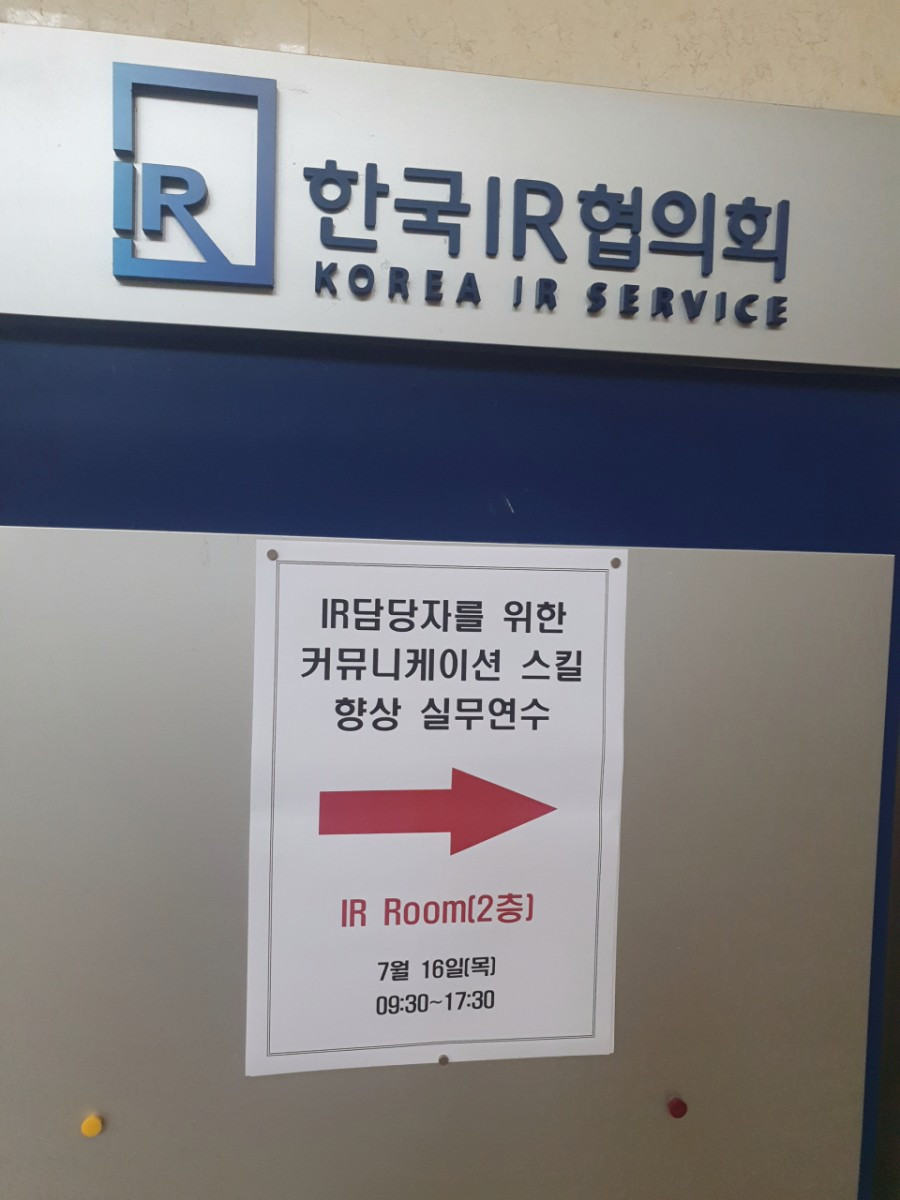 IR
한국IR협의회
KOREA IR SERVICE
IR담당자를 위한
커뮤니케이션 스킬
향상 실무연수
IR Room(2층)
7월 16일(목)
09:30~17:30